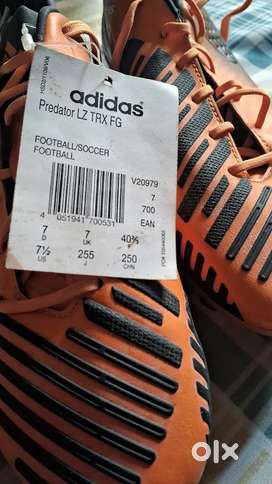 adidas
Predator LZ TRX FG
FOOTBALL/SOCCER
FOOTBALL
V20979
7
700
EAN
4 051941 700531
7 7 40⅔
D UK F
7½ 255 250
US J CHN
olx